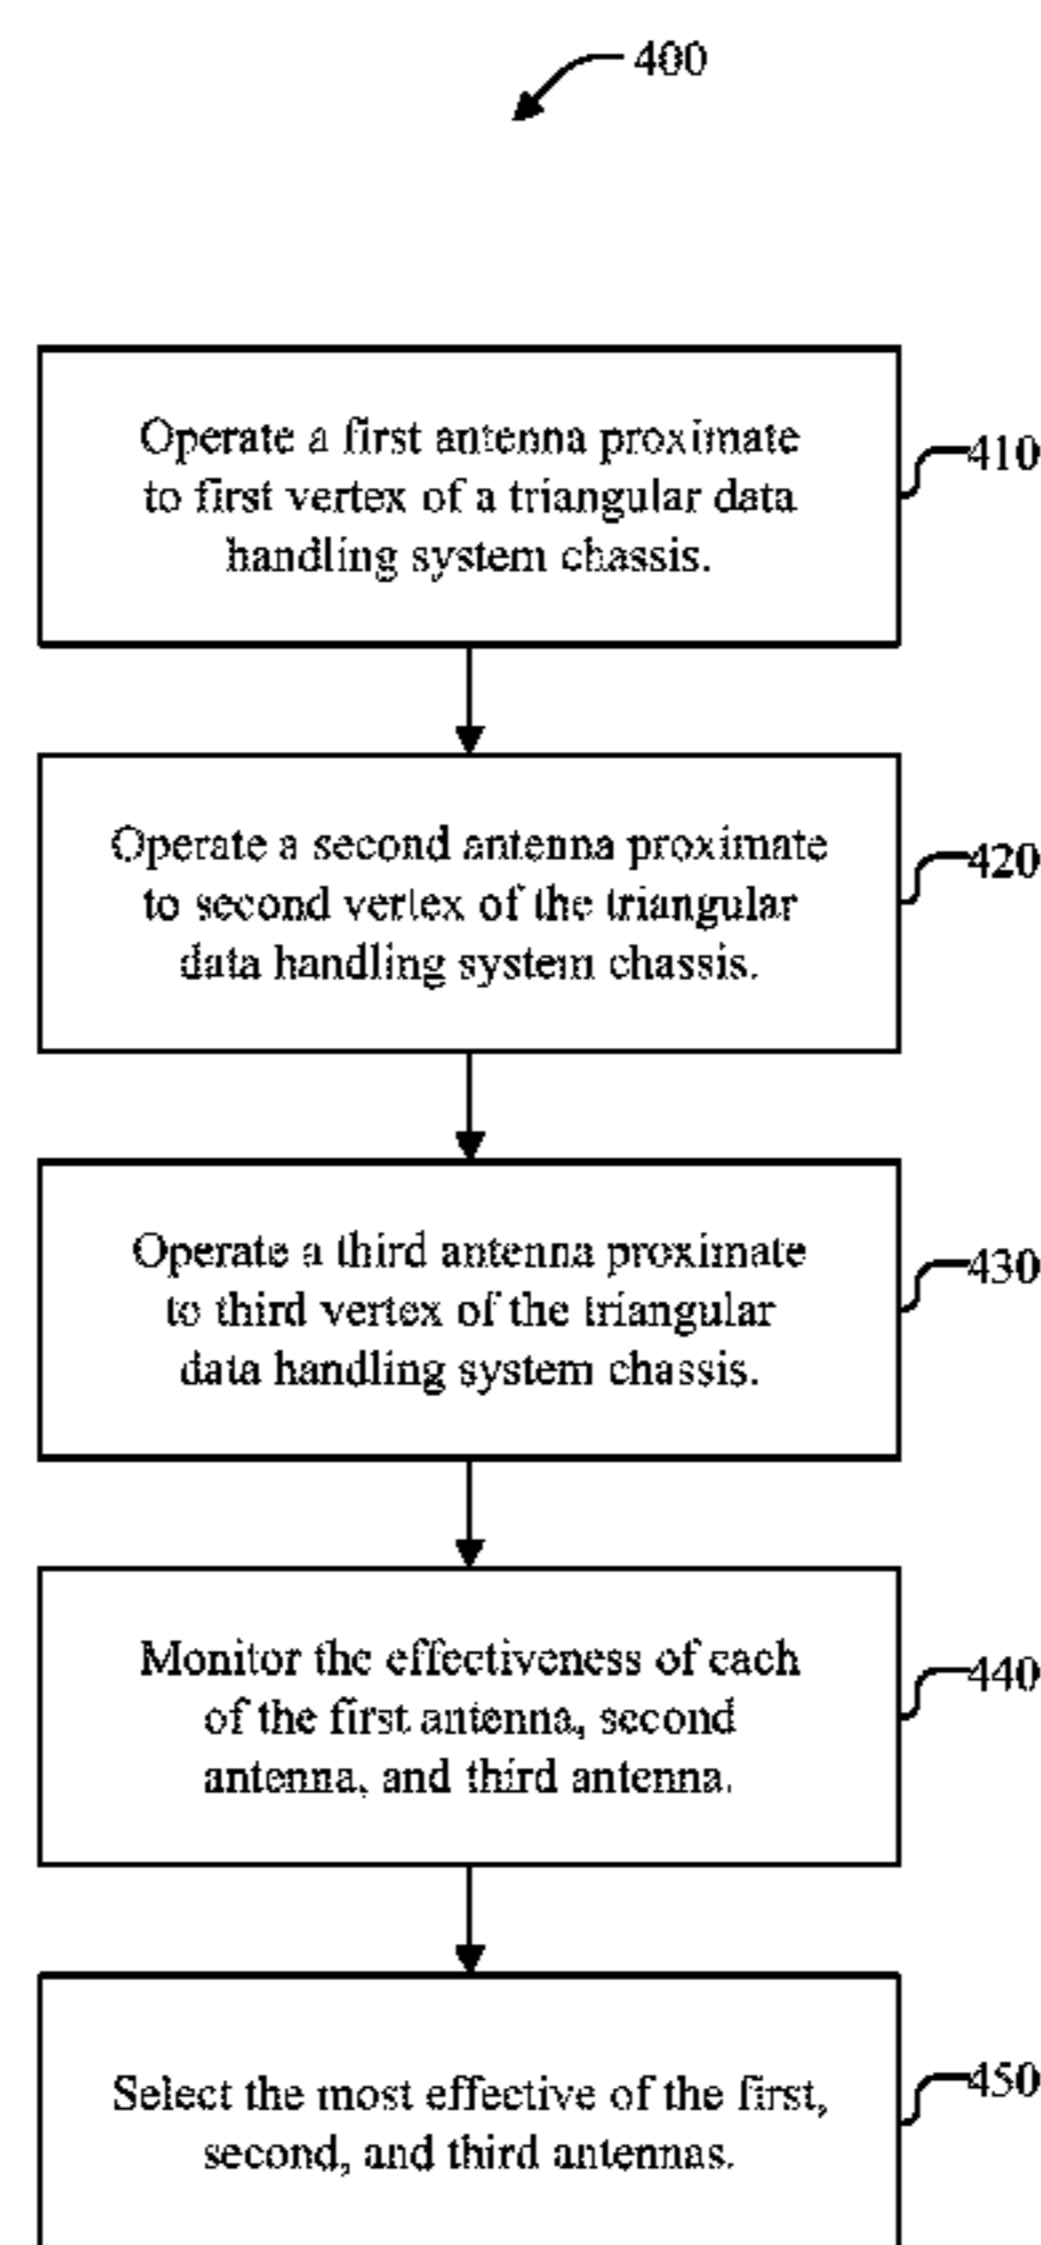 400
Operate a first antenna proximate
to first vertex of a triangular data
handling system chassis.
410
Operate a second antenna proximate
to second vertex of the triangular
data handling system chassis.
420
Operate a third antenna proximate
to third vertex of the triangular
data handling system chassis.
430
Monitor the effectiveness of each
of the first antenna, second
antenna, and third antenna.
440
Select the most effective of the first,
second, and third antennas.
450